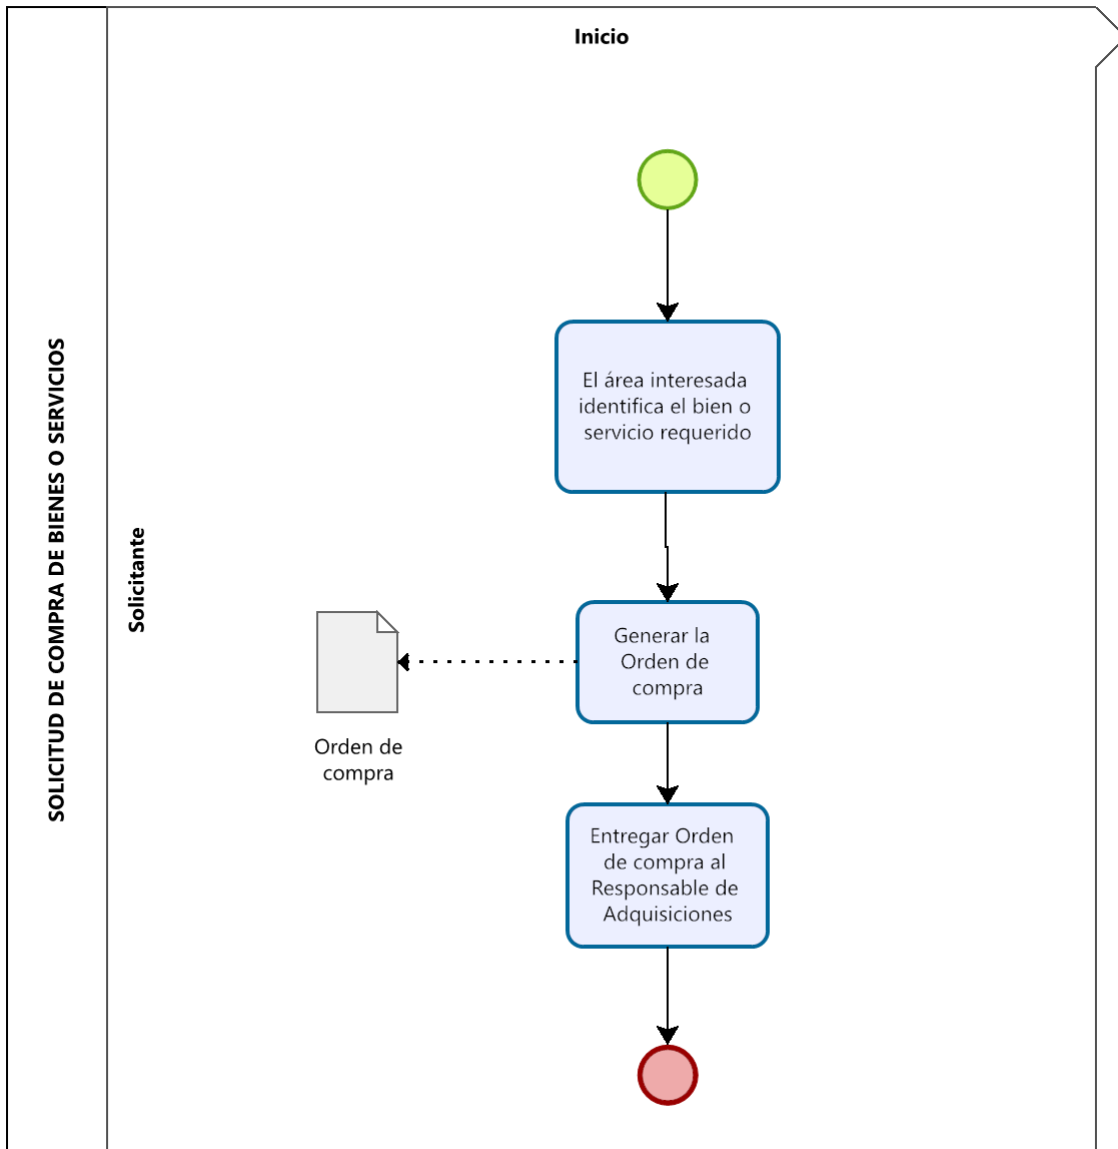 Inicio
SOLICITUD DE COMPRA DE BIENES O SERVICIOS
Solicitante
El área interesada
identifica el bien o
servicio requerido
Generar la
Orden de
compra
Orden de
compra
Entregar Orden
de compra al
Responsable de
Adquisiciones